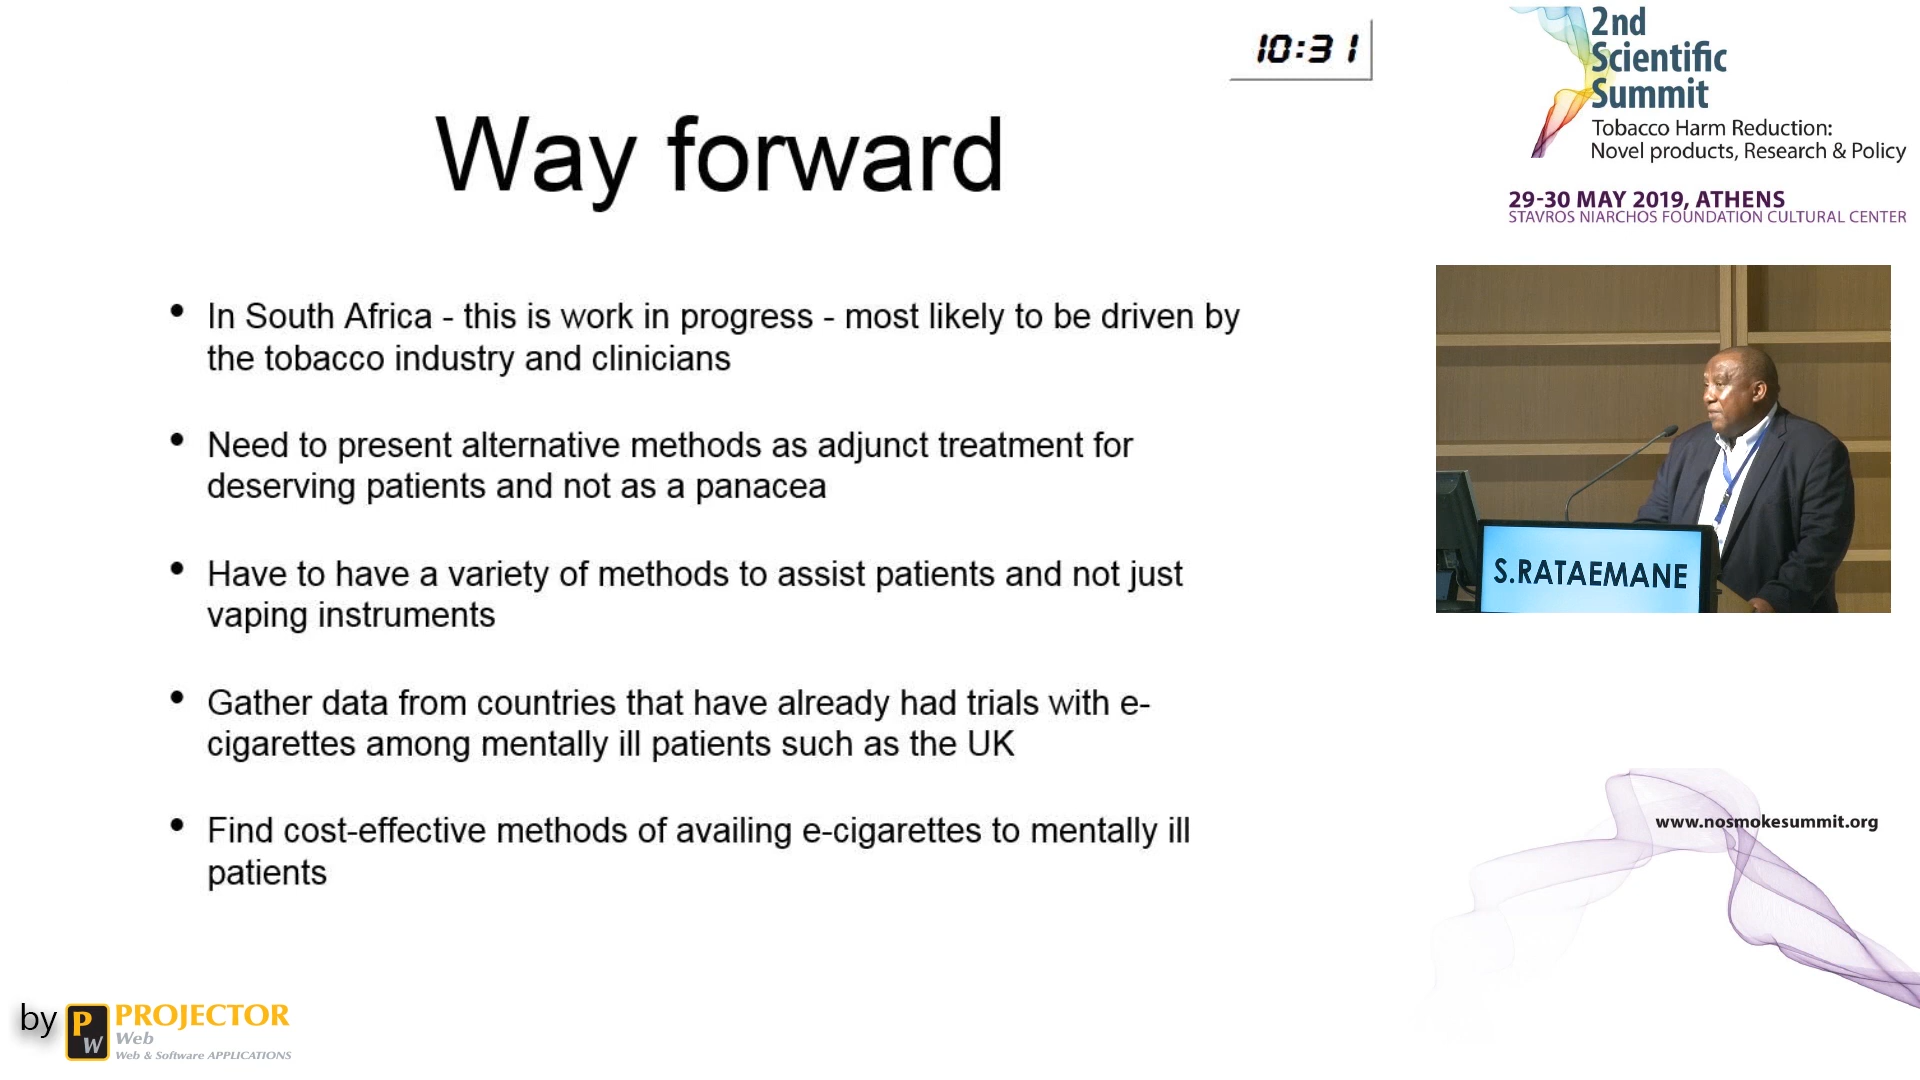 10:31
2nd
Scientific
Summit
Tobacco Harm Reduction:
Novel products, Research & Policy
29-30 MAY 2019, ATHENS
STAVROS NIARCHOS FOUNDATION CULTURAL CENTER
Way forward
• In South Africa - this is work in progress - most likely to be driven by
the tobacco industry and clinicians
• Need to present alternative methods as adjunct treatment for
deserving patients and not as a panacea
• Have to have a variety of methods to assist patients and not just
vaping instruments
• Gather data from countries that have already had trials with e-
cigarettes among mentally ill patients such as the UK
• Find cost-effective methods of availing e-cigarettes to mentally ill
patients
S.RATAEMANE
www.nosmokesummit.org
by PW PROJECTOR
Web
Web & Software APPLICATIONS